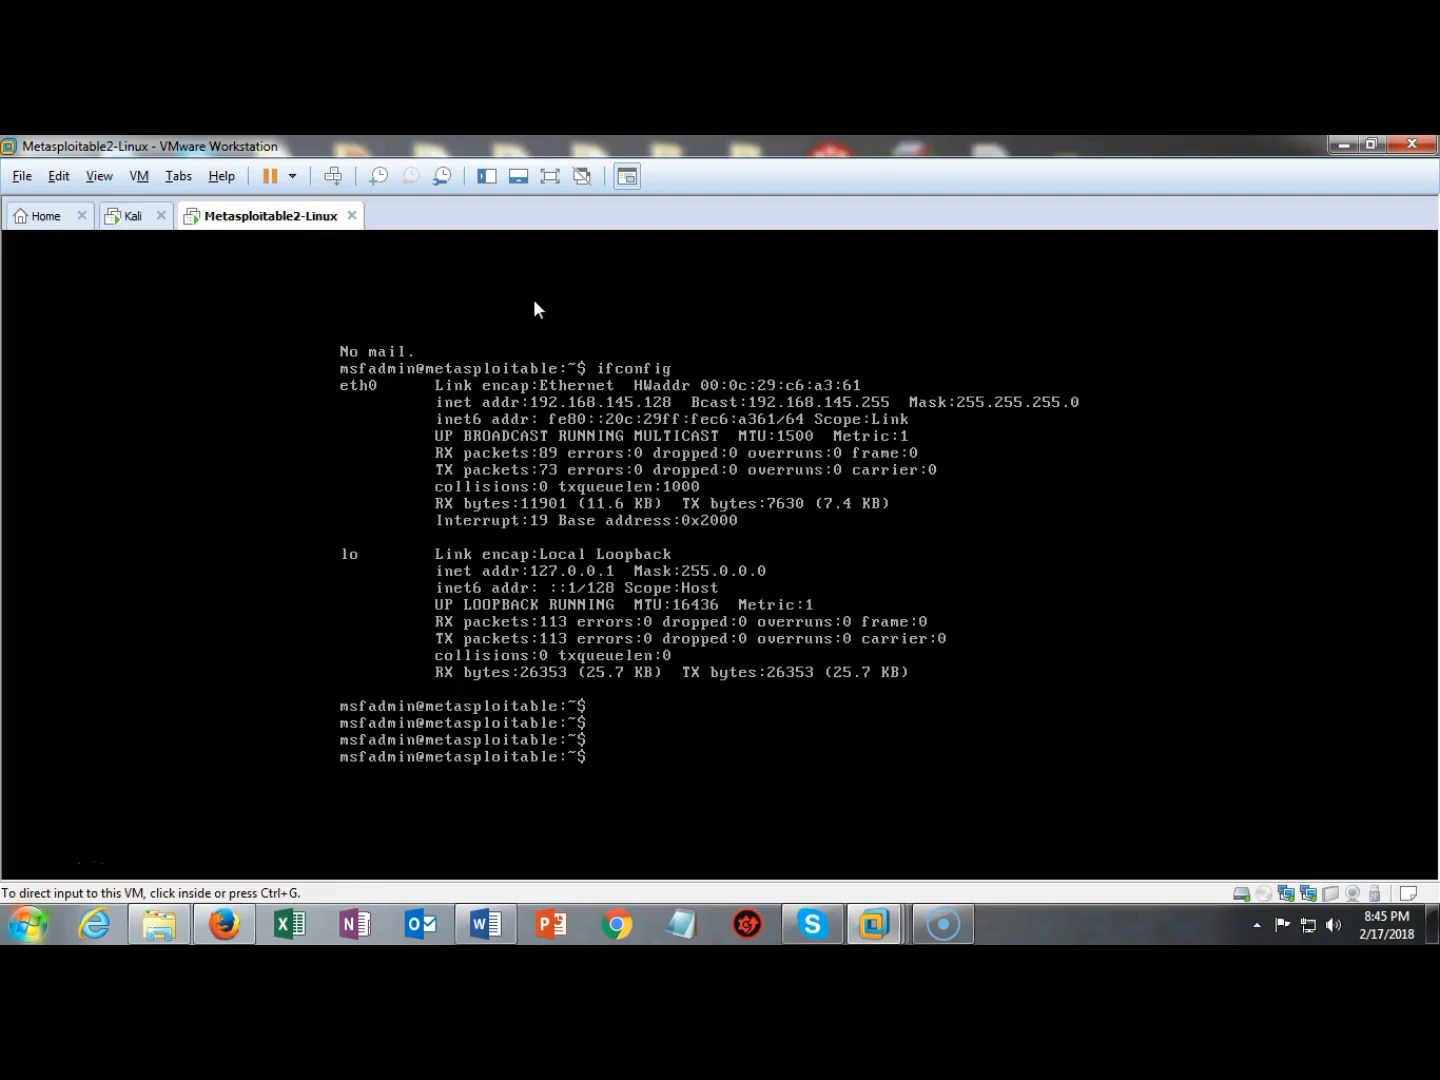 Metasploitable2-Linux - VMware Workstation
File Edit View VM Tabs Help
Home Kali Metasploitable2-Linux
No mail.
msfadmin@metasploitable:~$ ifconfig
eth0 Link encap:Ethernet HWaddr 00:0c:29:c6:a3:61
inet addr:192.168.145.128 Bcast:192.168.145.255 Mask:255.255.255.0
inet6 addr: fe80::20c:29ff:fec6:a361/64 Scope:Link
UP BROADCAST RUNNING MULTICAST MTU:1500 Metric:1
RX packets:89 errors:0 dropped:0 overruns:0 frame:0
TX packets:73 errors:0 dropped:0 overruns:0 carrier:0
collisions:0 txqueuelen:1000
RX bytes:11901 (11.6 KB) TX bytes:7630 (7.4 KB)
Interrupt:19 Base address:0x2000
lo Link encap:Local Loopback
inet addr:127.0.0.1 Mask:255.0.0.0
inet6 addr: ::1/128 Scope:Host
UP LOOPBACK RUNNING MTU:16436 Metric:1
RX packets:113 errors:0 dropped:0 overruns:0 frame:0
TX packets:113 errors:0 dropped:0 overruns:0 carrier:0
collisions:0 txqueuelen:0
RX bytes:26353 (25.7 KB) TX bytes:26353 (25.7 KB)
msfadmin@metasploitable:~$
msfadmin@metasploitable:~$
msfadmin@metasploitable:~$
msfadmin@metasploitable:~$
To direct input to this VM, click inside or press Ctrl+G.
8:45 PM
2/17/2018